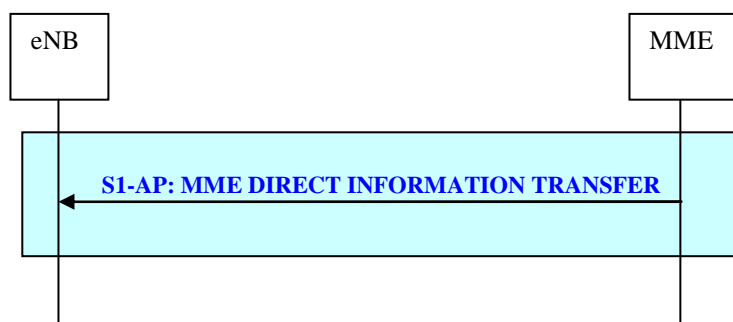 eNB
MME
S1-AP: MME DIRECT INFORMATION TRANSFER